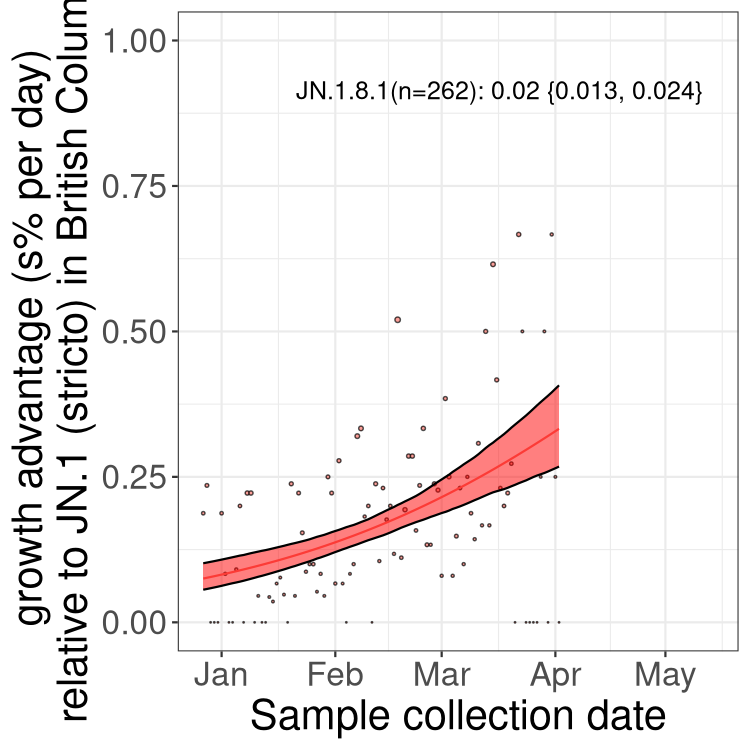 growth advantage (s% per day)
relative to JN.1 (stricto) in British Colum
1.00
0.75
0.50
0.25
0.00
JN.1.8.1(n=262): 0.02 {0.013, 0.024}
Jan Feb Mar Apr May
Sample collection date